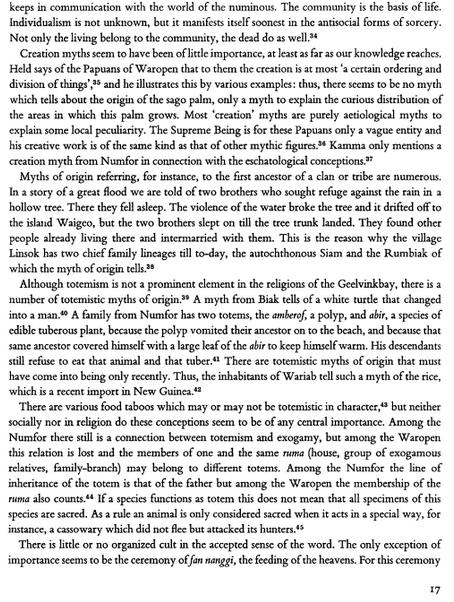 keeps in communication with the world of the numinous. The community is the basis of life.
Individualism is not unknown, but it manifests itself soonest in the antisocial forms of sorcery.
Not only the living belong to the community, the dead do as well.³⁴
Creation myths seem to have been of little importance, at least as far as our knowledge reaches.
Held says of the Papuans of Waropen that to them the creation is at most ‘a certain ordering and
division of things’,³⁵ and he illustrates this by various examples: thus, there seems to be no myth
which tells about the origin of the sago palm, only a myth to explain the curious distribution of
the areas in which this palm grows. Most ‘creation’ myths are purely aetiological myths to
explain some local peculiarity. The Supreme Being is for these Papuans only a vague entity and
his creative work is of the same kind as that of other mythic figures.³⁶ Kamma only mentions a
creation myth from Numfor in connection with the eschatological conceptions.³⁷
Myths of origin referring, for instance, to the first ancestor of a clan or tribe are numerous.
In a story of a great flood we are told of two brothers who sought refuge against the rain in a
hollow tree. There they fell asleep. The violence of the water broke the tree and it drifted off to
the island Waigeo, but the two brothers slept on till the tree trunk landed. They found other
people already living there and intermarried with them. This is the reason why the village
Linsok has two chief family lineages till to-day, the autochthonous Siam and the Rumbiak of
which the myth of origin tells.³⁸
Although totemism is not a prominent element in the religions of the Geelvinkbay, there is a
number of totemistic myths of origin.³⁹ A myth from Biak tells of a white turtle that changed
into a man.⁴⁰ A family from Numfor has two totems, the amberof, a polyp, and abir, a species of
edible tuberous plant, because the polyp vomited their ancestor on to the beach, and because that
same ancestor covered himself with a large leaf of the abir to keep himself warm. His descendants
still refuse to eat that animal and that tuber.⁴¹ There are totemistic myths of origin that must
have come into being only recently. Thus, the inhabitants of Wariab tell such a myth of the rice,
which is a recent import in New Guinea.⁴²
There are various food taboos which may or may not be totemistic in character,⁴³ but neither
socially nor in religion do these conceptions seem to be of any central importance. Among the
Numfor there still is a connection between totemism and exogamy, but among the Waropen
this relation is lost and the members of one and the same ruma (house, group of exogamous
relatives, family-branch) may belong to different totems. Among the Numfor the line of
inheritance of the totem is that of the father but among the Waropen the membership of the
ruma also counts.⁴⁴ If a species functions as totem this does not mean that all specimens of this
species are sacred. As a rule an animal is only considered sacred when it acts in a special way, for
instance, a cassowary which did not flee but attacked its hunters.⁴⁵
There is little or no organized cult in the accepted sense of the word. The only exception of
importance seems to be the ceremony of fan nanggi, the feeding of the heavens. For this ceremony
17